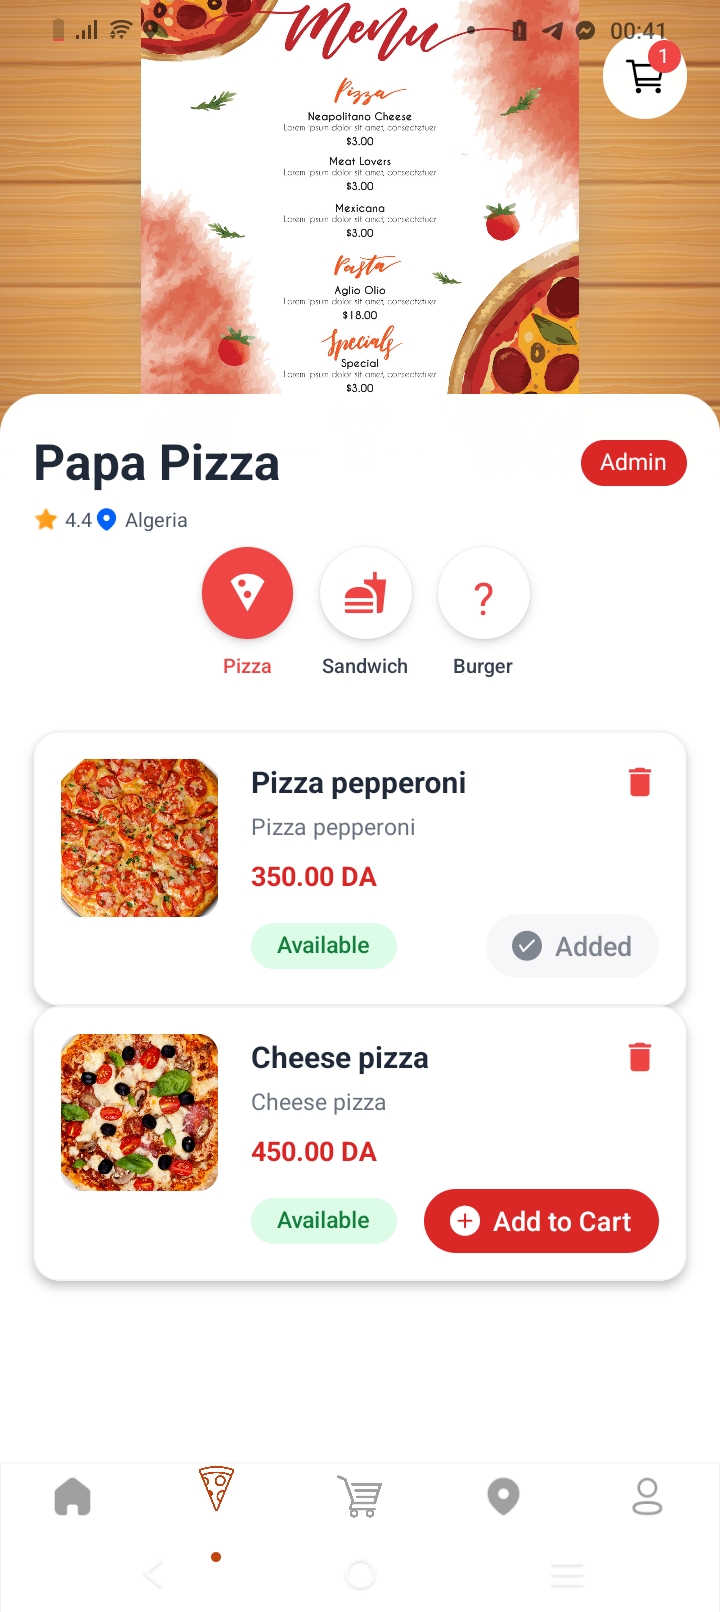 00:41
Menu
1
Pizza
Neapolitano Cheese
Lorem ipsum dolor sit amet, consectetuer
$3.00
Meat Lovers
Lorem ipsum dolor sit amet, consectetuer
$3.00
Mexicana
Lorem ipsum dolor sit amet, consectetuer
$3.00
Pasta
Aglio Olio
Lorem ipsum dolor sit amet, consectetuer
$18.00
Specials
Special
Lorem ipsum dolor sit amet, consectetuer
$3.00
Papa Pizza
Admin
4.4 Algeria
?
Pizza Sandwich Burger
Pizza pepperoni
Pizza pepperoni
350.00 DA
Available Added
Cheese pizza
Cheese pizza
450.00 DA
Available Add to Cart